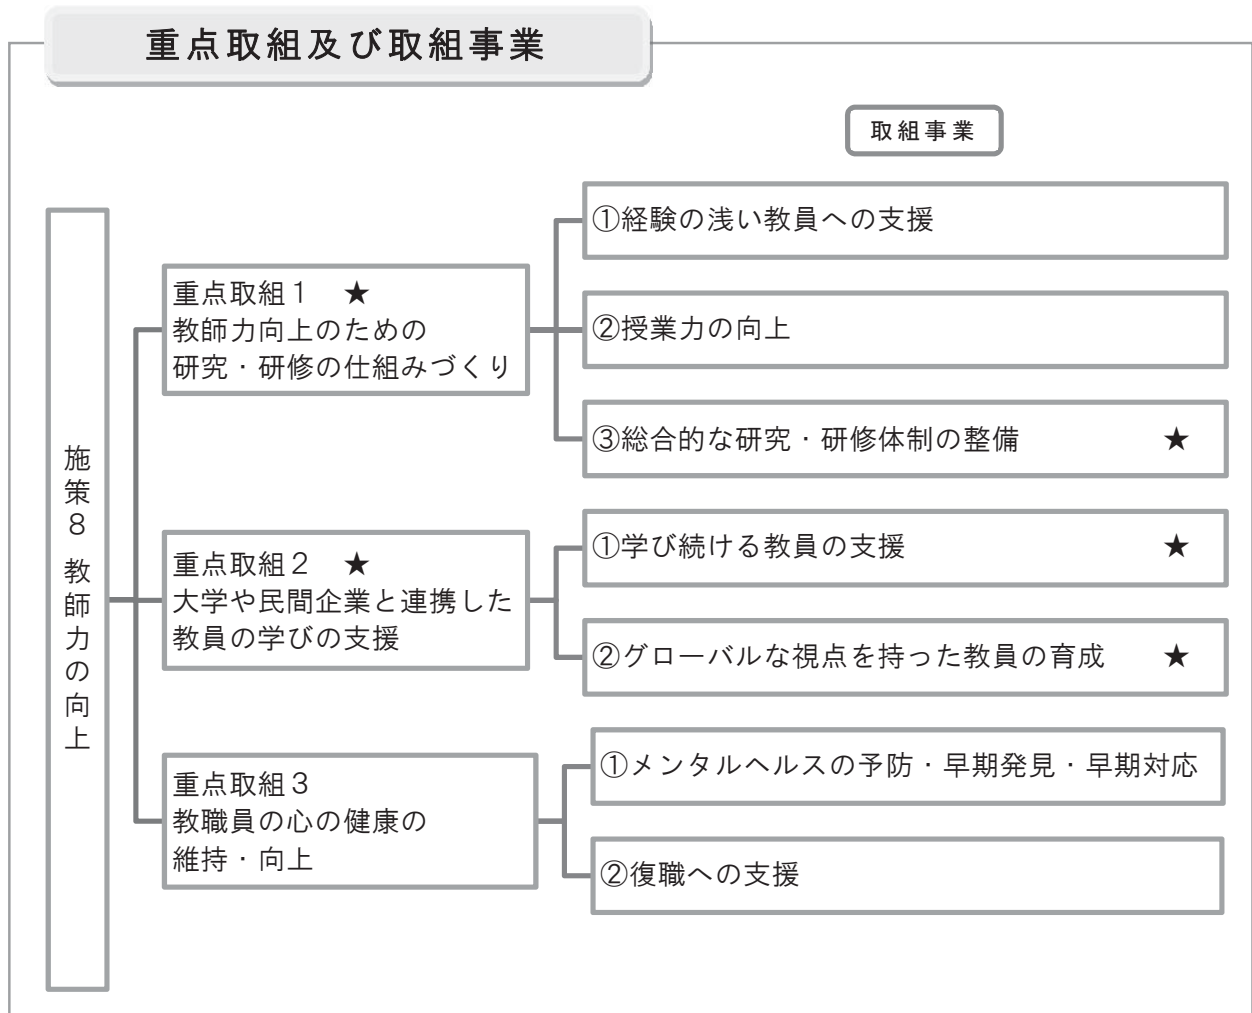 重点取組及び取組事業
取組事業
施策８ 教師力の向上
重点取組１　★
教師力向上のための
研究・研修の仕組みづくり
①経験の浅い教員への支援
②授業力の向上
③総合的な研究・研修体制の整備　★
重点取組２　★
大学や民間企業と連携した
教員の学びの支援
①学び続ける教員の支援　★
②グローバルな視点を持った教員の育成　★
重点取組３
教職員の心の健康の
維持・向上
①メンタルヘルスの予防・早期発見・早期対応
②復職への支援